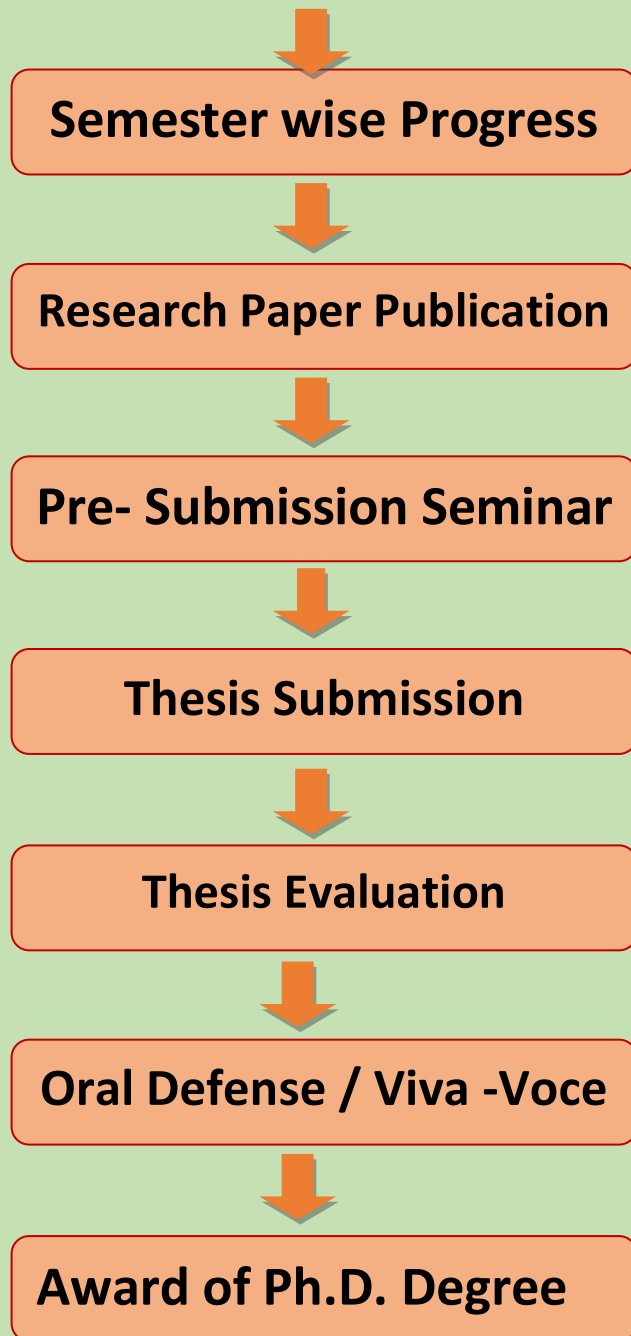 Semester wise Progress
Research Paper Publication
Pre- Submission Seminar
Thesis Submission
Thesis Evaluation
Oral Defense / Viva -Voce
Award of Ph.D. Degree